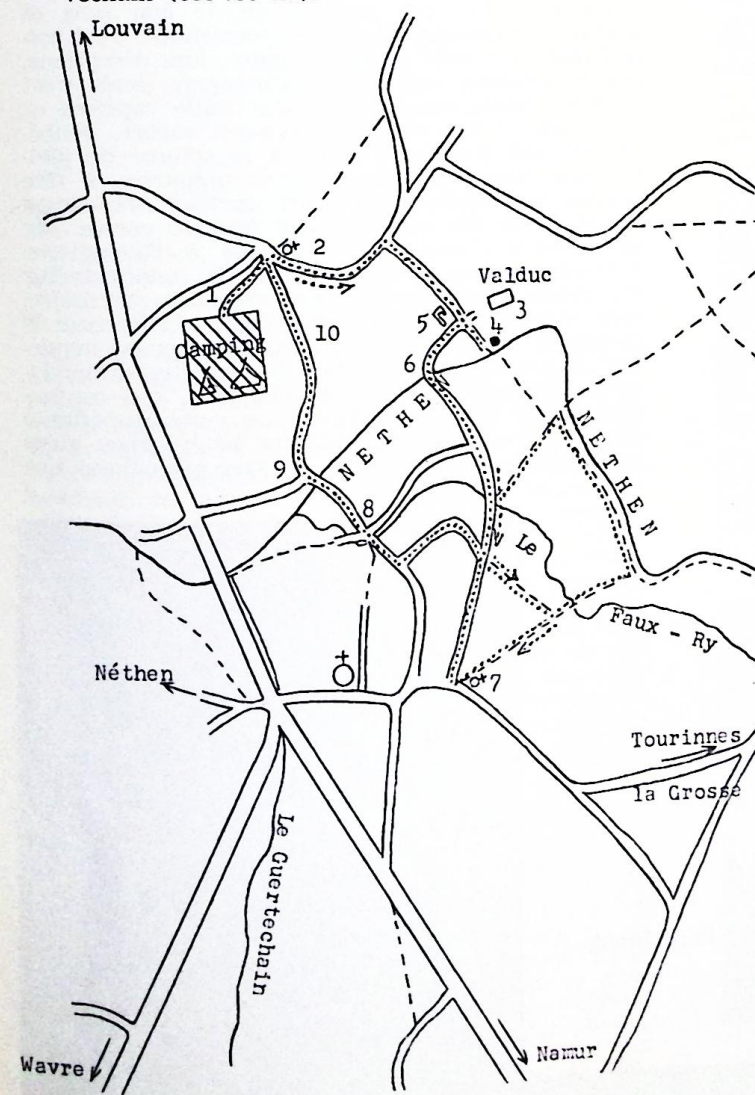 Louvain
2
Valduc
3
1
5
4
10
Camping
6
NETHEN
NETHEN
9
8
Le
Faux - Ry
Néthen
7
Tourinnes
la Grosse
Le Guertechain
Wavre
Namur